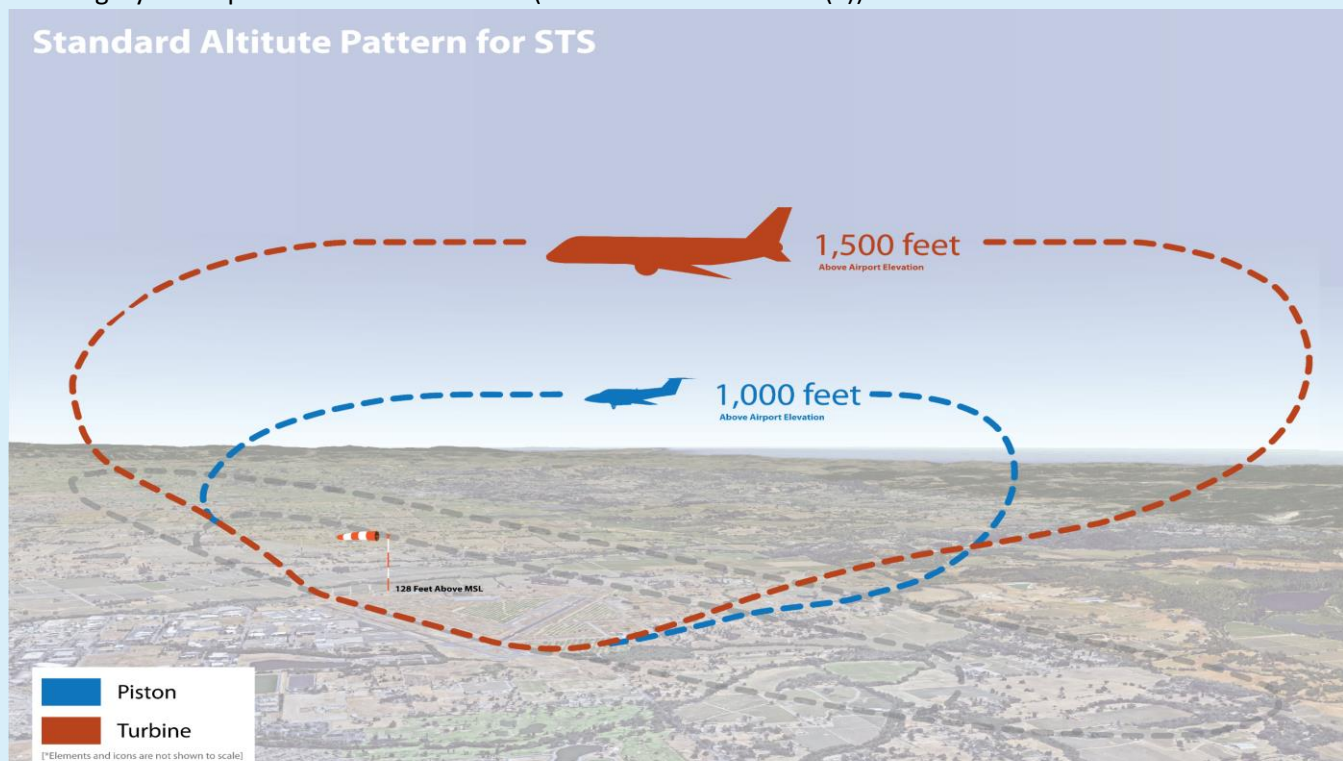 Standard Altitute Pattern for STS
1,500 feet
Above Airport Elevation
1,000 feet
Above Airport Elevation
128 Feet Above MSL
Piston
Turbine
[*Elements and icons are not shown to scale]